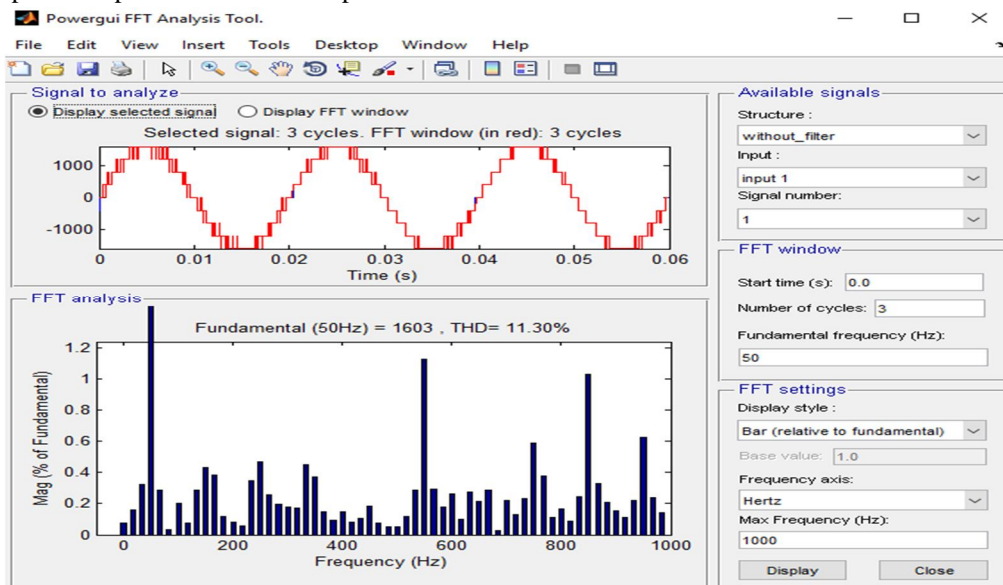 Powergui FFT Analysis Tool.
File Edit View Insert Tools Desktop Window Help
Signal to analyze
Display selected signal Display FFT window
Selected signal: 3 cycles. FFT window (in red): 3 cycles
1000
0
-1000
0 0.01 0.02 0.03 0.04 0.05 0.06
Time (s)
FFT analysis
Fundamental (50Hz) = 1603 , THD= 11.30%
Mag (% of Fundamental)
1.2
1
0.8
0.6
0.4
0.2
0
0 200 400 600 800 1000
Frequency (Hz)
Available signals
Structure :
without_filter
Input :
input 1
Signal number:
1
FFT window
Start time (s): 0.0
Number of cycles: 3
Fundamental frequency (Hz):
50
FFT settings
Display style :
Bar (relative to fundamental)
Base value: 1.0
Frequency axis:
Hertz
Max Frequency (Hz):
1000
Display Close